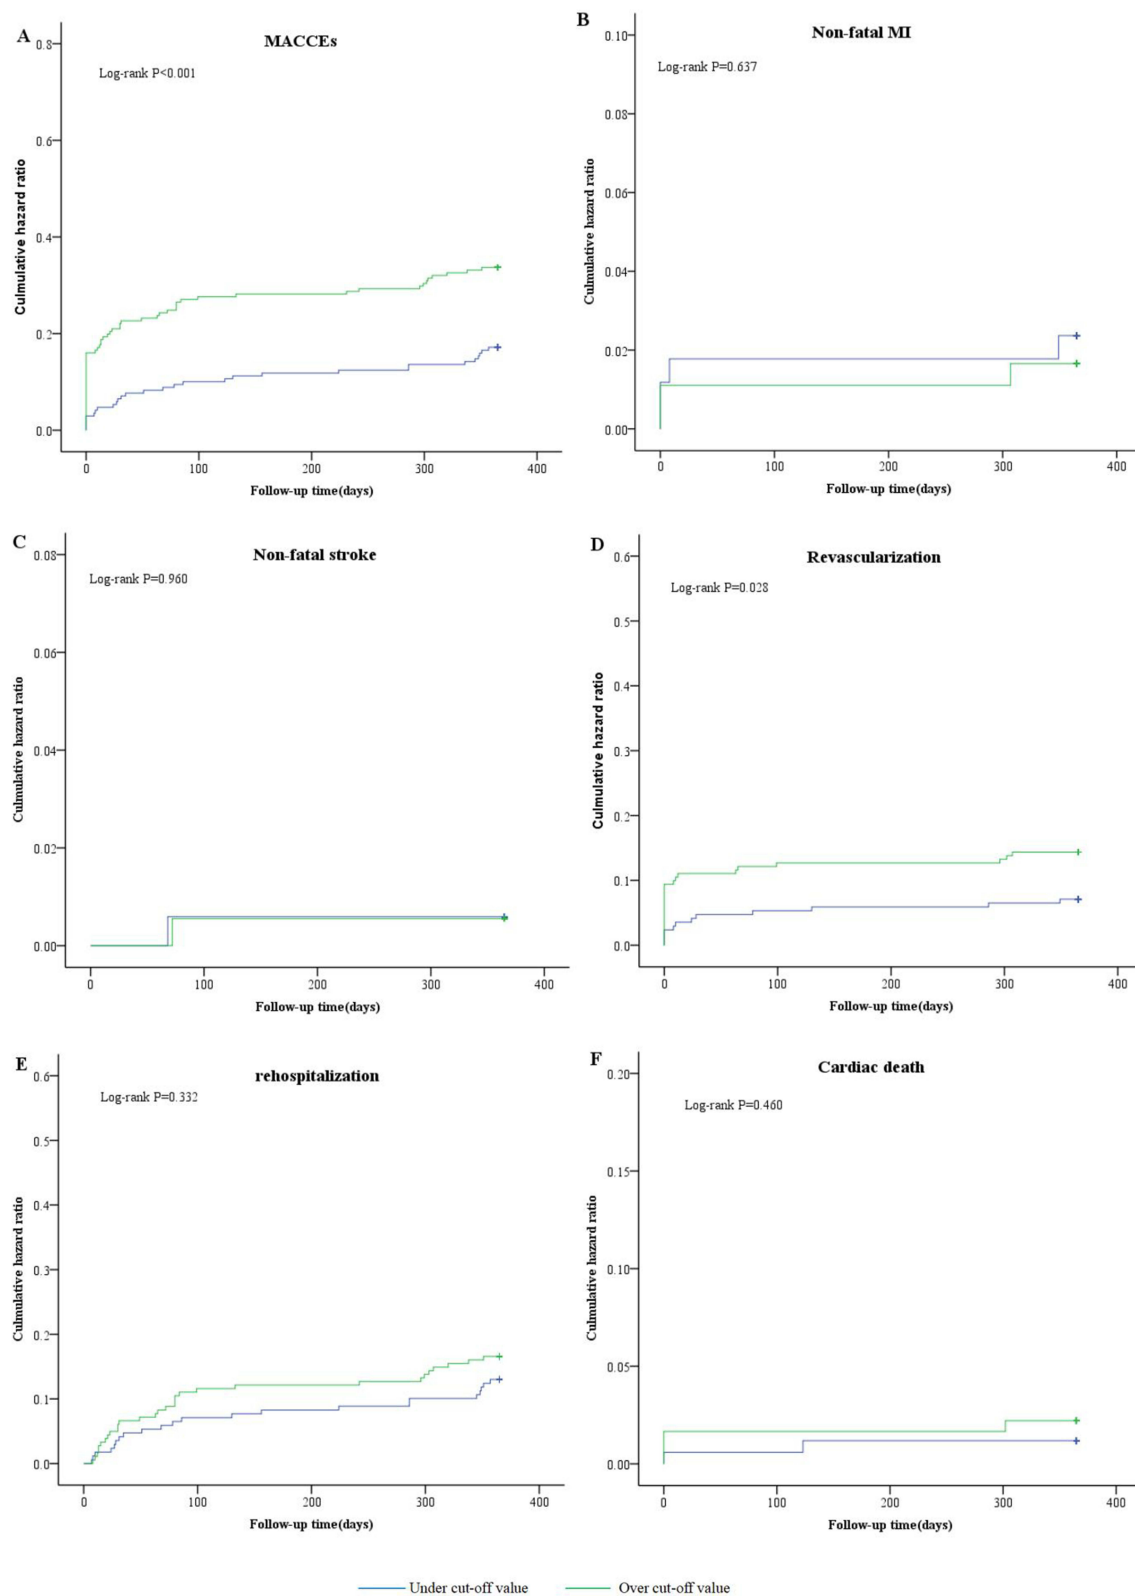 A
MACCEs
Log-rank P<0.001
Culmulative hazard ratio
0.8
0.6
0.4
0.2
0.0
0 100 200 300 400
Follow-up time(days)
B
Non-fatal MI
Log-rank P=0.637
Culmulative hazard ratio
0.10
0.08
0.06
0.04
0.02
0.00
0 100 200 300 400
Follow-up time(days)
C
Non-fatal stroke
Log-rank P=0.960
Culmulative hazard ratio
0.08
0.06
0.04
0.02
0.00
0 100 200 300 400
Follow-up time(days)
D
Revascularization
Log-rank P=0.028
Culmulative hazard ratio
0.6
0.5
0.4
0.3
0.2
0.1
0.0
0 100 200 300 400
Follow-up time(days)
E
rehospitalization
Log-rank P=0.332
Culmulative hazard ratio
0.6
0.5
0.4
0.3
0.2
0.1
0.0
0 100 200 300 400
Follow-up time(days)
F
Cardiac death
Log-rank P=0.460
Culmulative hazard ratio
0.20
0.15
0.10
0.05
0.00
0 100 200 300 400
Follow-up time(days)
Under cut-off value Over cut-off value